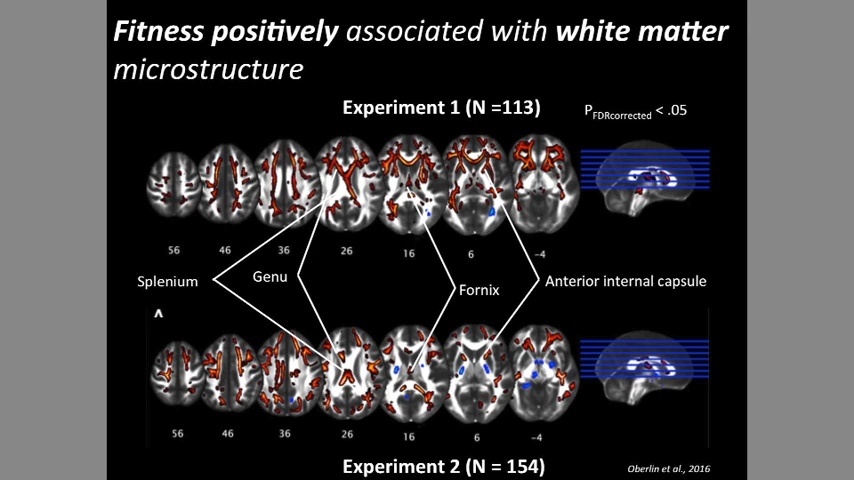 Fitness positively associated with white matter
microstructure
Experiment 1 (N =113)
PFDRcorrected < .05
56 46 36 26 16 6 -4
Splenium
Genu
Fornix
Anterior internal capsule
A
56 46 36 26 16 6 -4
Experiment 2 (N = 154)
Oberlin et al., 2016